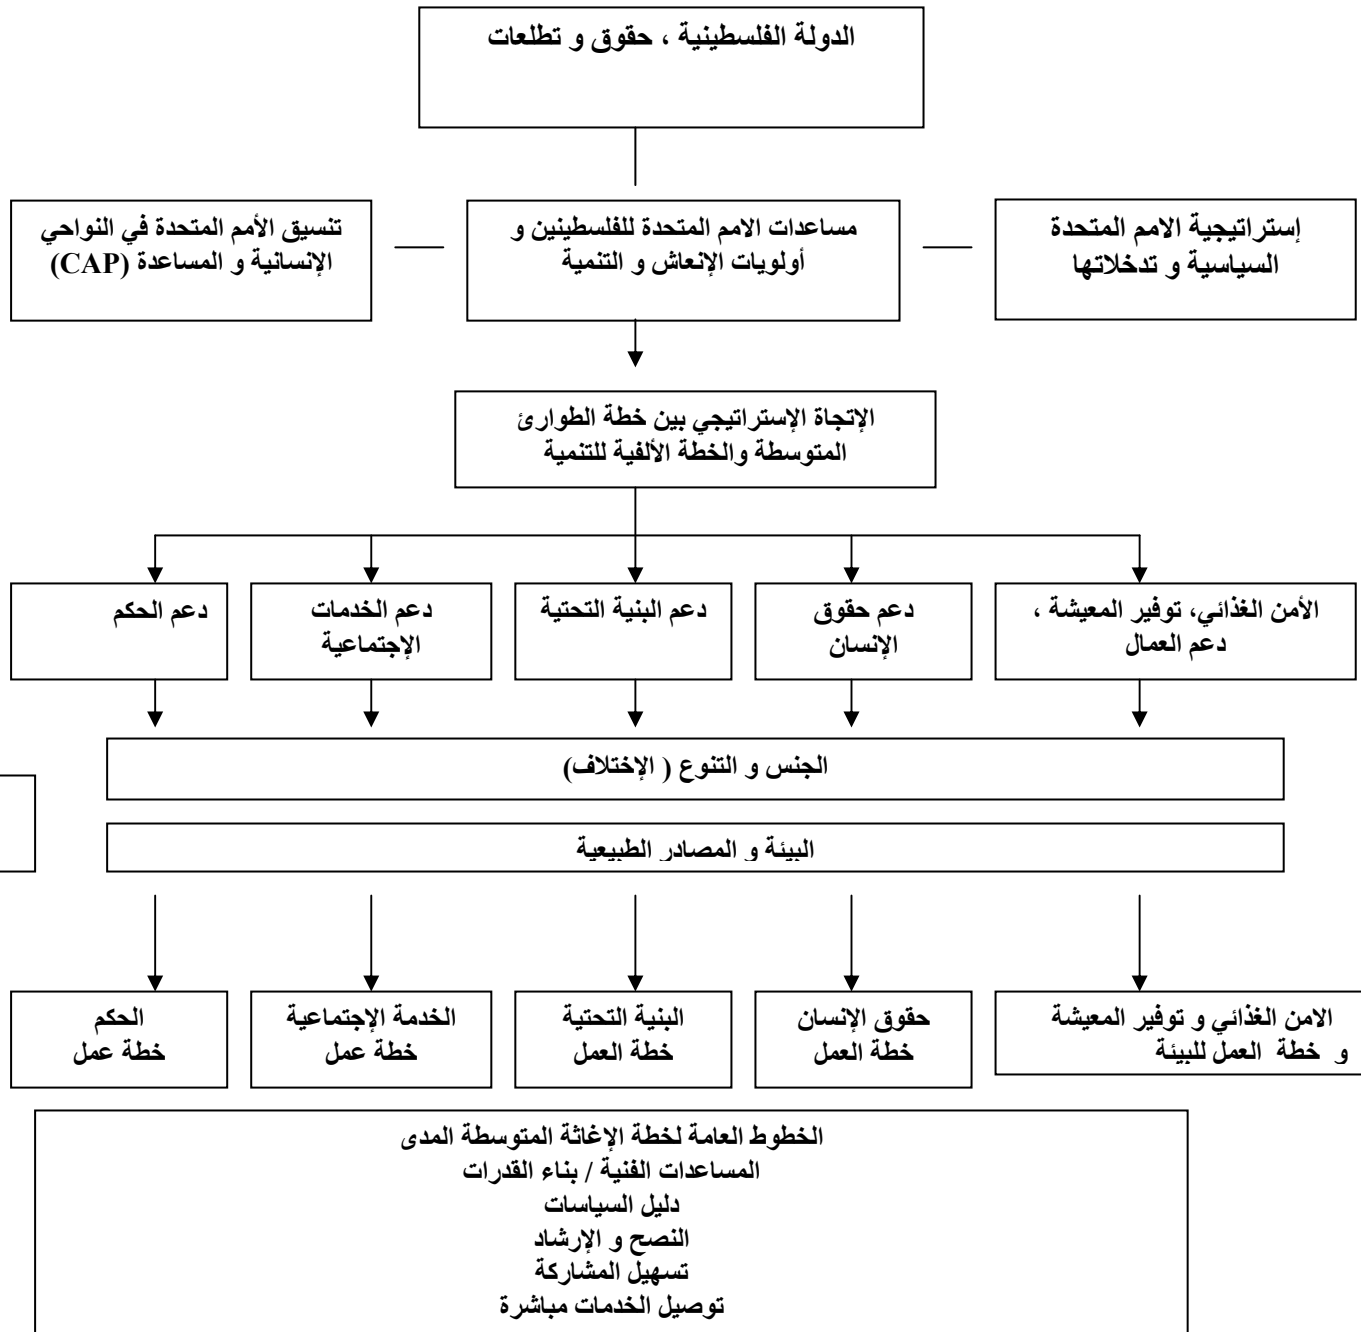 الدولة الفلسطينية ، حقوق و تطلعات
إستراتيجية الامم المتحدة
السياسية و تدخلاتها
مساعدات الامم المتحدة للفلسطينين و
أولويات الإنعاش و التنمية
تنسيق الأمم المتحدة في النواحي
الإنسانية و المساعدة (CAP)
الإتجاة الإستراتيجي بين خطة الطوارئ
المتوسطة والخطة الألفية للتنمية
الأمن الغذائي، توفير المعيشة ،
دعم العمال
دعم حقوق
الإنسان
دعم البنية التحتية
دعم الخدمات
الإجتماعية
دعم الحكم
الجنس و التنوع ( الإختلاف)
البيئة و المصادر الطبيعية
الامن الغذائي و توفير المعيشة
و خطة العمل للبيئة
حقوق الإنسان
خطة العمل
البنية التحتية
خطة العمل
الخدمة الإجتماعية
خطة عمل
الحكم
خطة عمل
الخطوط العامة لخطة الإغاثة المتوسطة المدى
المساعدات الفنية / بناء القدرات
دليل السياسات
النصح و الإرشاد
تسهيل المشاركة
توصيل الخدمات مباشرة